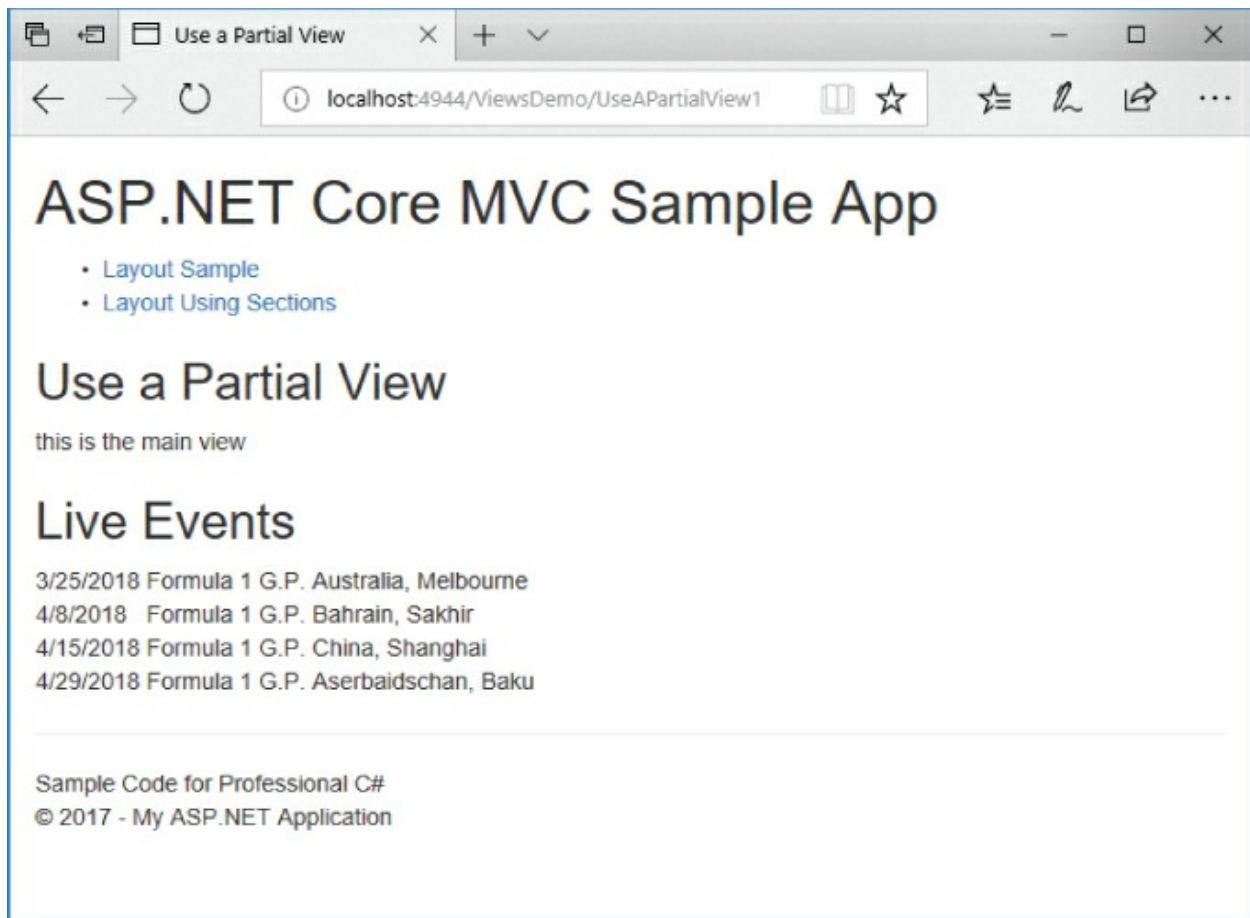 Use a Partial View
localhost:4944/ViewsDemo/UseAPartialView1
ASP.NET Core MVC Sample App
• Layout Sample
• Layout Using Sections
Use a Partial View
this is the main view
Live Events
3/25/2018 Formula 1 G.P. Australia, Melbourne
4/8/2018 Formula 1 G.P. Bahrain, Sakhir
4/15/2018 Formula 1 G.P. China, Shanghai
4/29/2018 Formula 1 G.P. Aserbaidschan, Baku
Sample Code for Professional C#
© 2017 - My ASP.NET Application